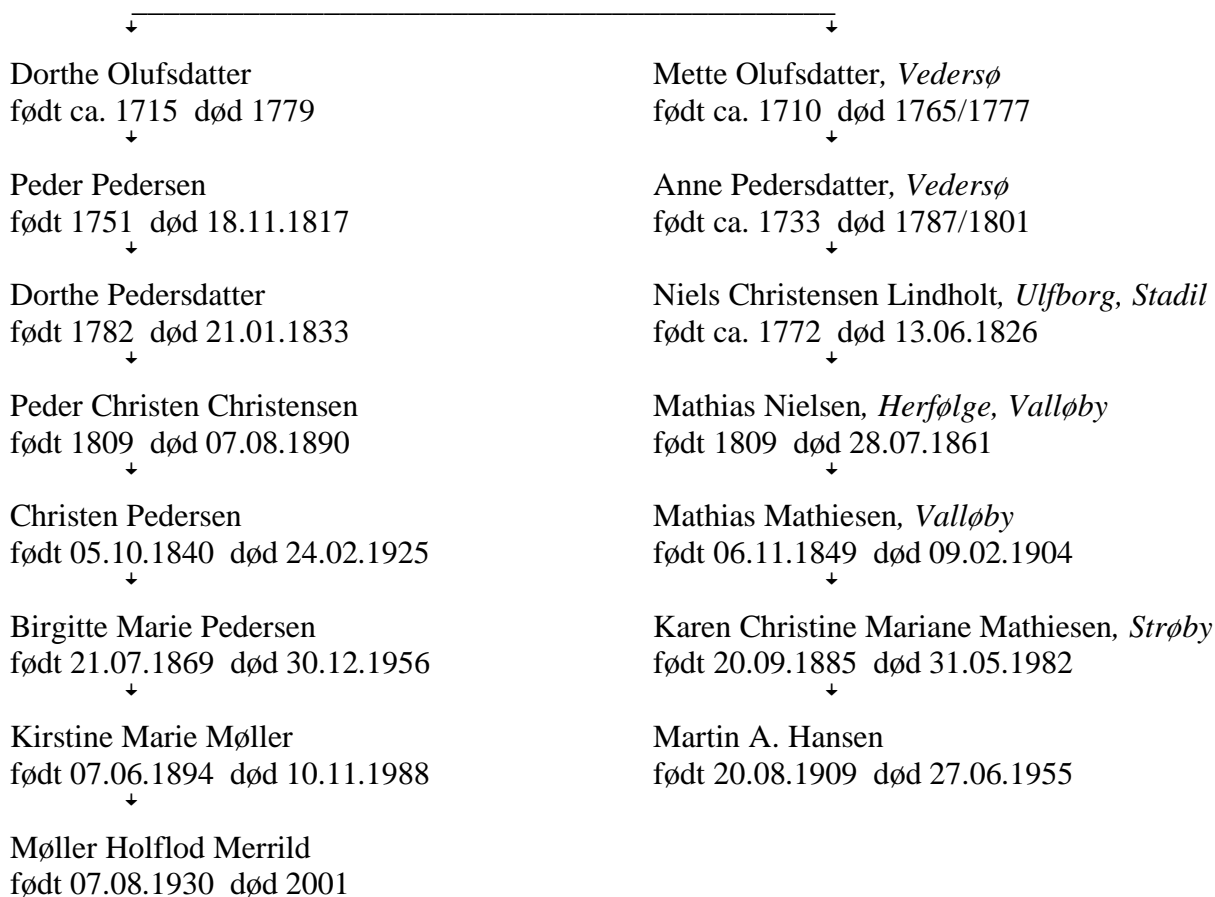 Dorthe Olufsdatter
født ca. 1715 død 1779
Peder Pedersen
født 1751 død 18.11.1817
Dorthe Pedersdatter
født 1782 død 21.01.1833
Peder Christen Christensen
født 1809 død 07.08.1890
Christen Pedersen
født 05.10.1840 død 24.02.1925
Birgitte Marie Pedersen
født 21.07.1869 død 30.12.1956
Kirstine Marie Møller
født 07.06.1894 død 10.11.1988
Møller Holflod Merrild
født 07.08.1930 død 2001
Mette Olufsdatter, Vedersø
født ca. 1710 død 1765/1777
Anne Pedersdatter, Vedersø
født ca. 1733 død 1787/1801
Niels Christensen Lindholt, Ulfborg, Stadil
født ca. 1772 død 13.06.1826
Mathias Nielsen, Herfølge, Valløby
født 1809 død 28.07.1861
Mathias Mathiesen, Valløby
født 06.11.1849 død 09.02.1904
Karen Christine Mariane Mathiesen, Strøby
født 20.09.1885 død 31.05.1982
Martin A. Hansen
født 20.08.1909 død 27.06.1955